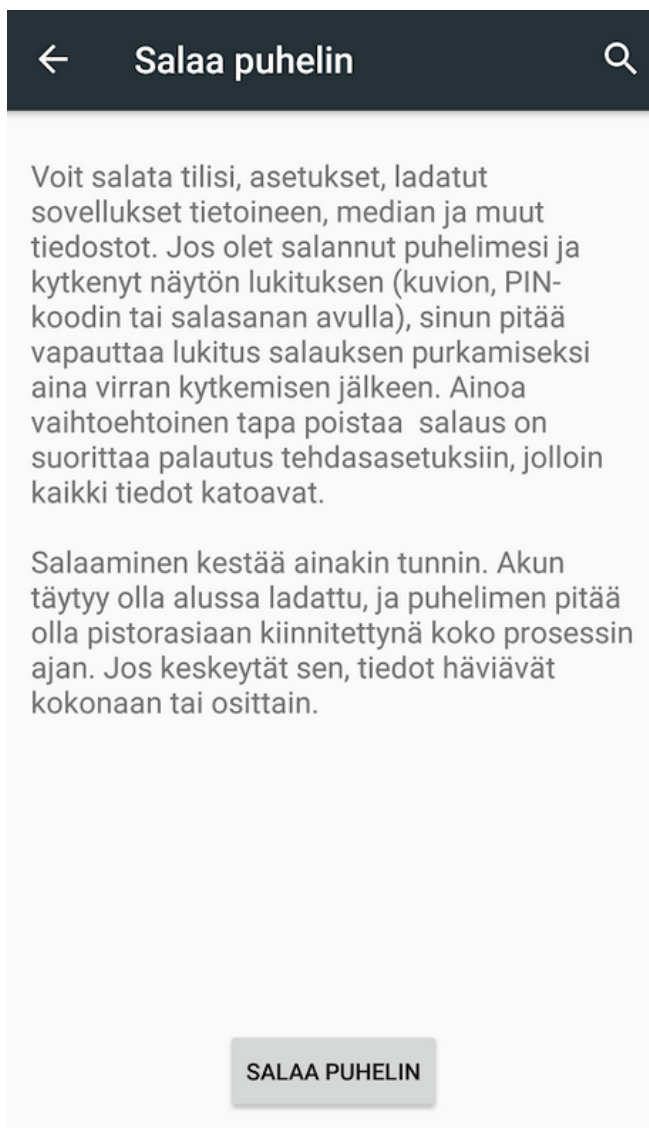 Salaa puhelin
Voit salata tilisi, asetukset, ladatut
sovellukset tietoineen, median ja muut
tiedostot. Jos olet salannut puhelimesi ja
kytkenyt näytön lukituksen (kuvion, PIN-
koodin tai salasanan avulla), sinun pitää
vapauttaa lukitus salauksen purkamiseksi
aina virran kytkemisen jälkeen. Ainoa
vaihtoehtoinen tapa poistaa  salaus on
suorittaa palautus tehdasasetuksiin, jolloin
kaikki tiedot katoavat.
Salaaminen kestää ainakin tunnin. Akun
täytyy olla alussa ladattu, ja puhelimen pitää
olla pistorasiaan kiinnitettynä koko prosessin
ajan. Jos keskeytät sen, tiedot häviävät
kokonaan tai osittain.
SALAA PUHELIN